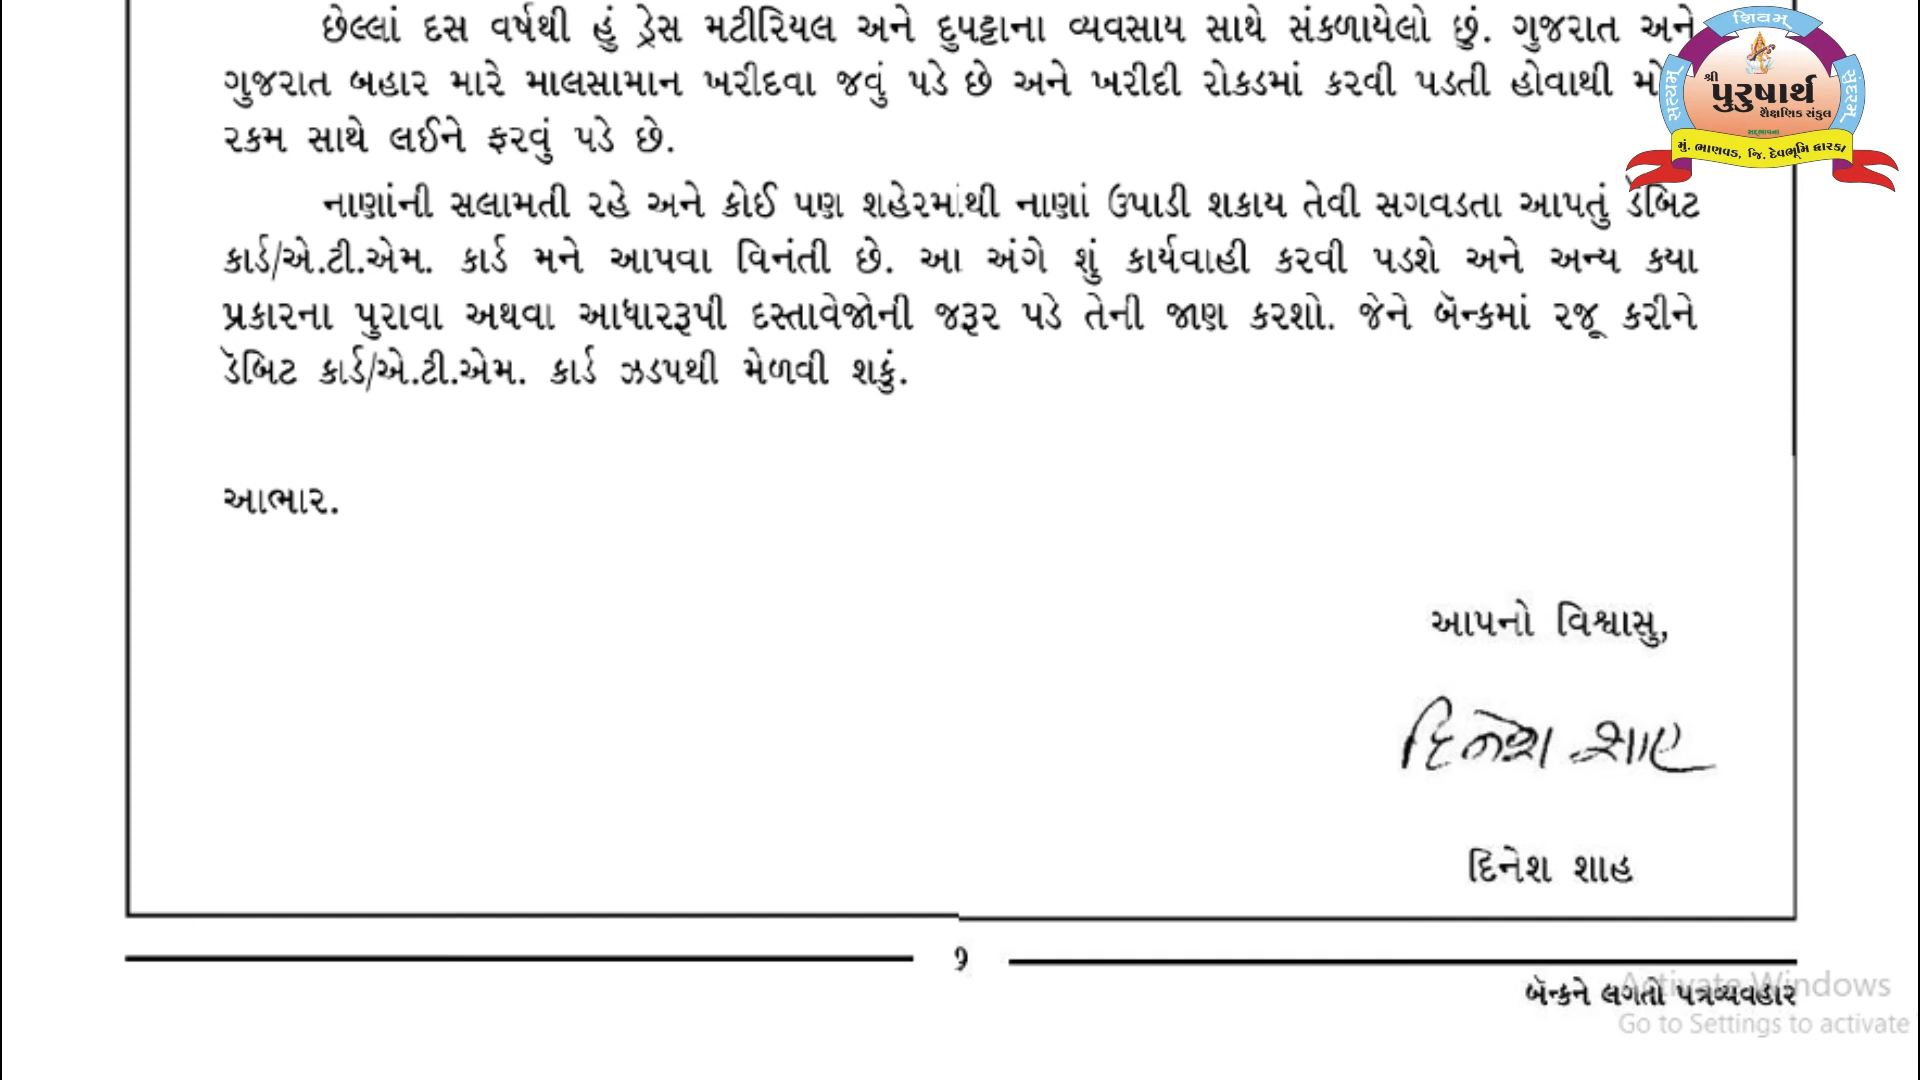 છેલ્લાં દસ વર્ષથી હું ડ્રેસ મટીરિયલ અને દુપટ્ટાના વ્યવસાય સાથે સંકળાયેલો છું. ગુજરાત અને
ગુજરાત બહાર મારે માલસામાન ખરીદવા જવું પડે છે અને ખરીદી રોકડમાં કરવી પડતી હોવાથી
રકમ સાથે લઈને ફરવું પડે છે.
નાણાંની સલામતી રહે અને કોઈ પણ શહેરમાંથી નાણાં ઉપાડી શકાય તેવી સગવડતા આપતું ડેબિટ
કાર્ડ/એ.ટી.એમ. કાર્ડ મને આપવા વિનંતી છે. આ અંગે શું કાર્યવાહી કરવી પડશે અને અન્ય કયા
પ્રકારના પુરાવા અથવા આધારરૂપી દસ્તાવેજોની જરૂર પડે તેની જાણ કરશો. જેને બૅન્કમાં રજૂ કરીને
ડૅબિટ કાર્ડ/એ.ટી.એમ. કાર્ડ ઝડપથી મેળવી શકું.
આભાર.
આપનો વિશ્વાસુ,
દિનેશ શાહ
દિનેશ શાહ
૧
બૅન્કને લગતો પત્રવ્યવહાર
શિવમ્
સત્યમ્
સુંદરમ્
શ્રી
પુરુષાર્થ
શૈક્ષણિક સંકુલ
મું. ભાણવડ, જિ. દેવભૂમિ દ્વારકા
Activate Windows
Go to Settings to activate